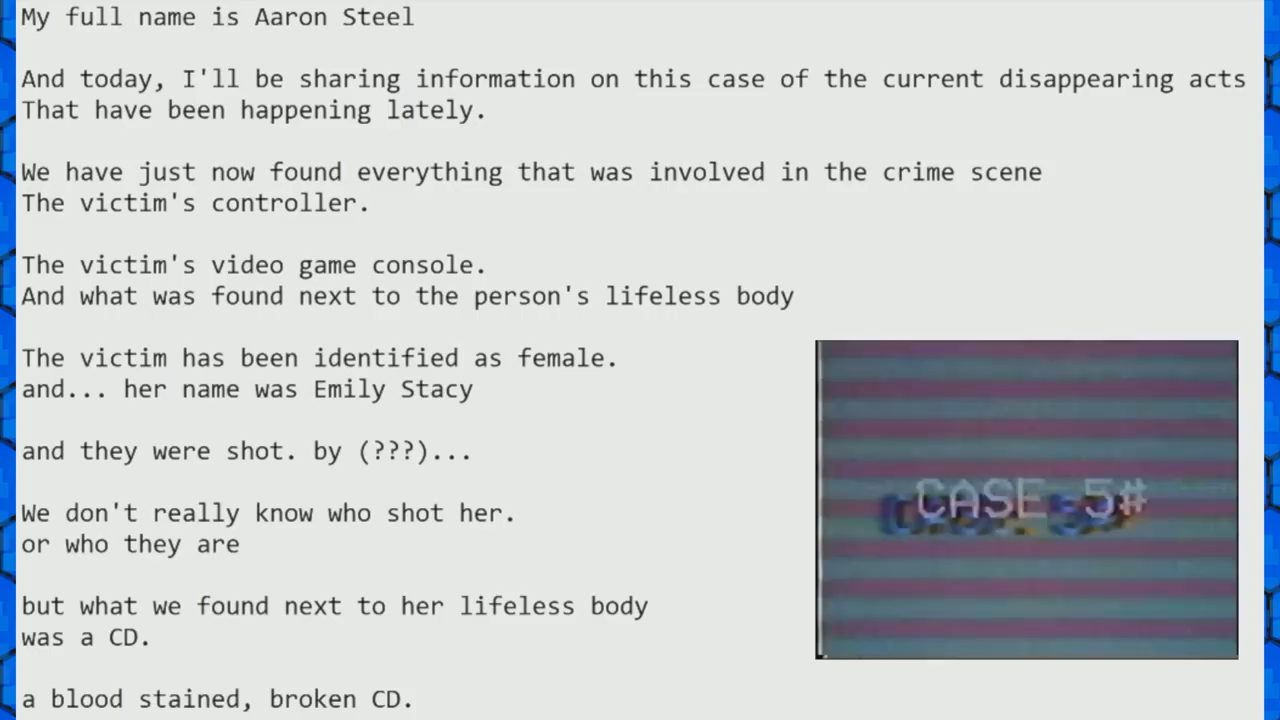 My full name is Aaron Steel
And today, I'll be sharing information on this case of the current disappearing acts
That have been happening lately.
We have just now found everything that was involved in the crime scene
The victim's controller.
The victim's video game console.
And what was found next to the person's lifeless body
The victim has been identified as female.
and... her name was Emily Stacy
and they were shot. by (???)...
We don't really know who shot her.
or who they are
but what we found next to her lifeless body
was a CD.
a blood stained, broken CD.
CASE 5#